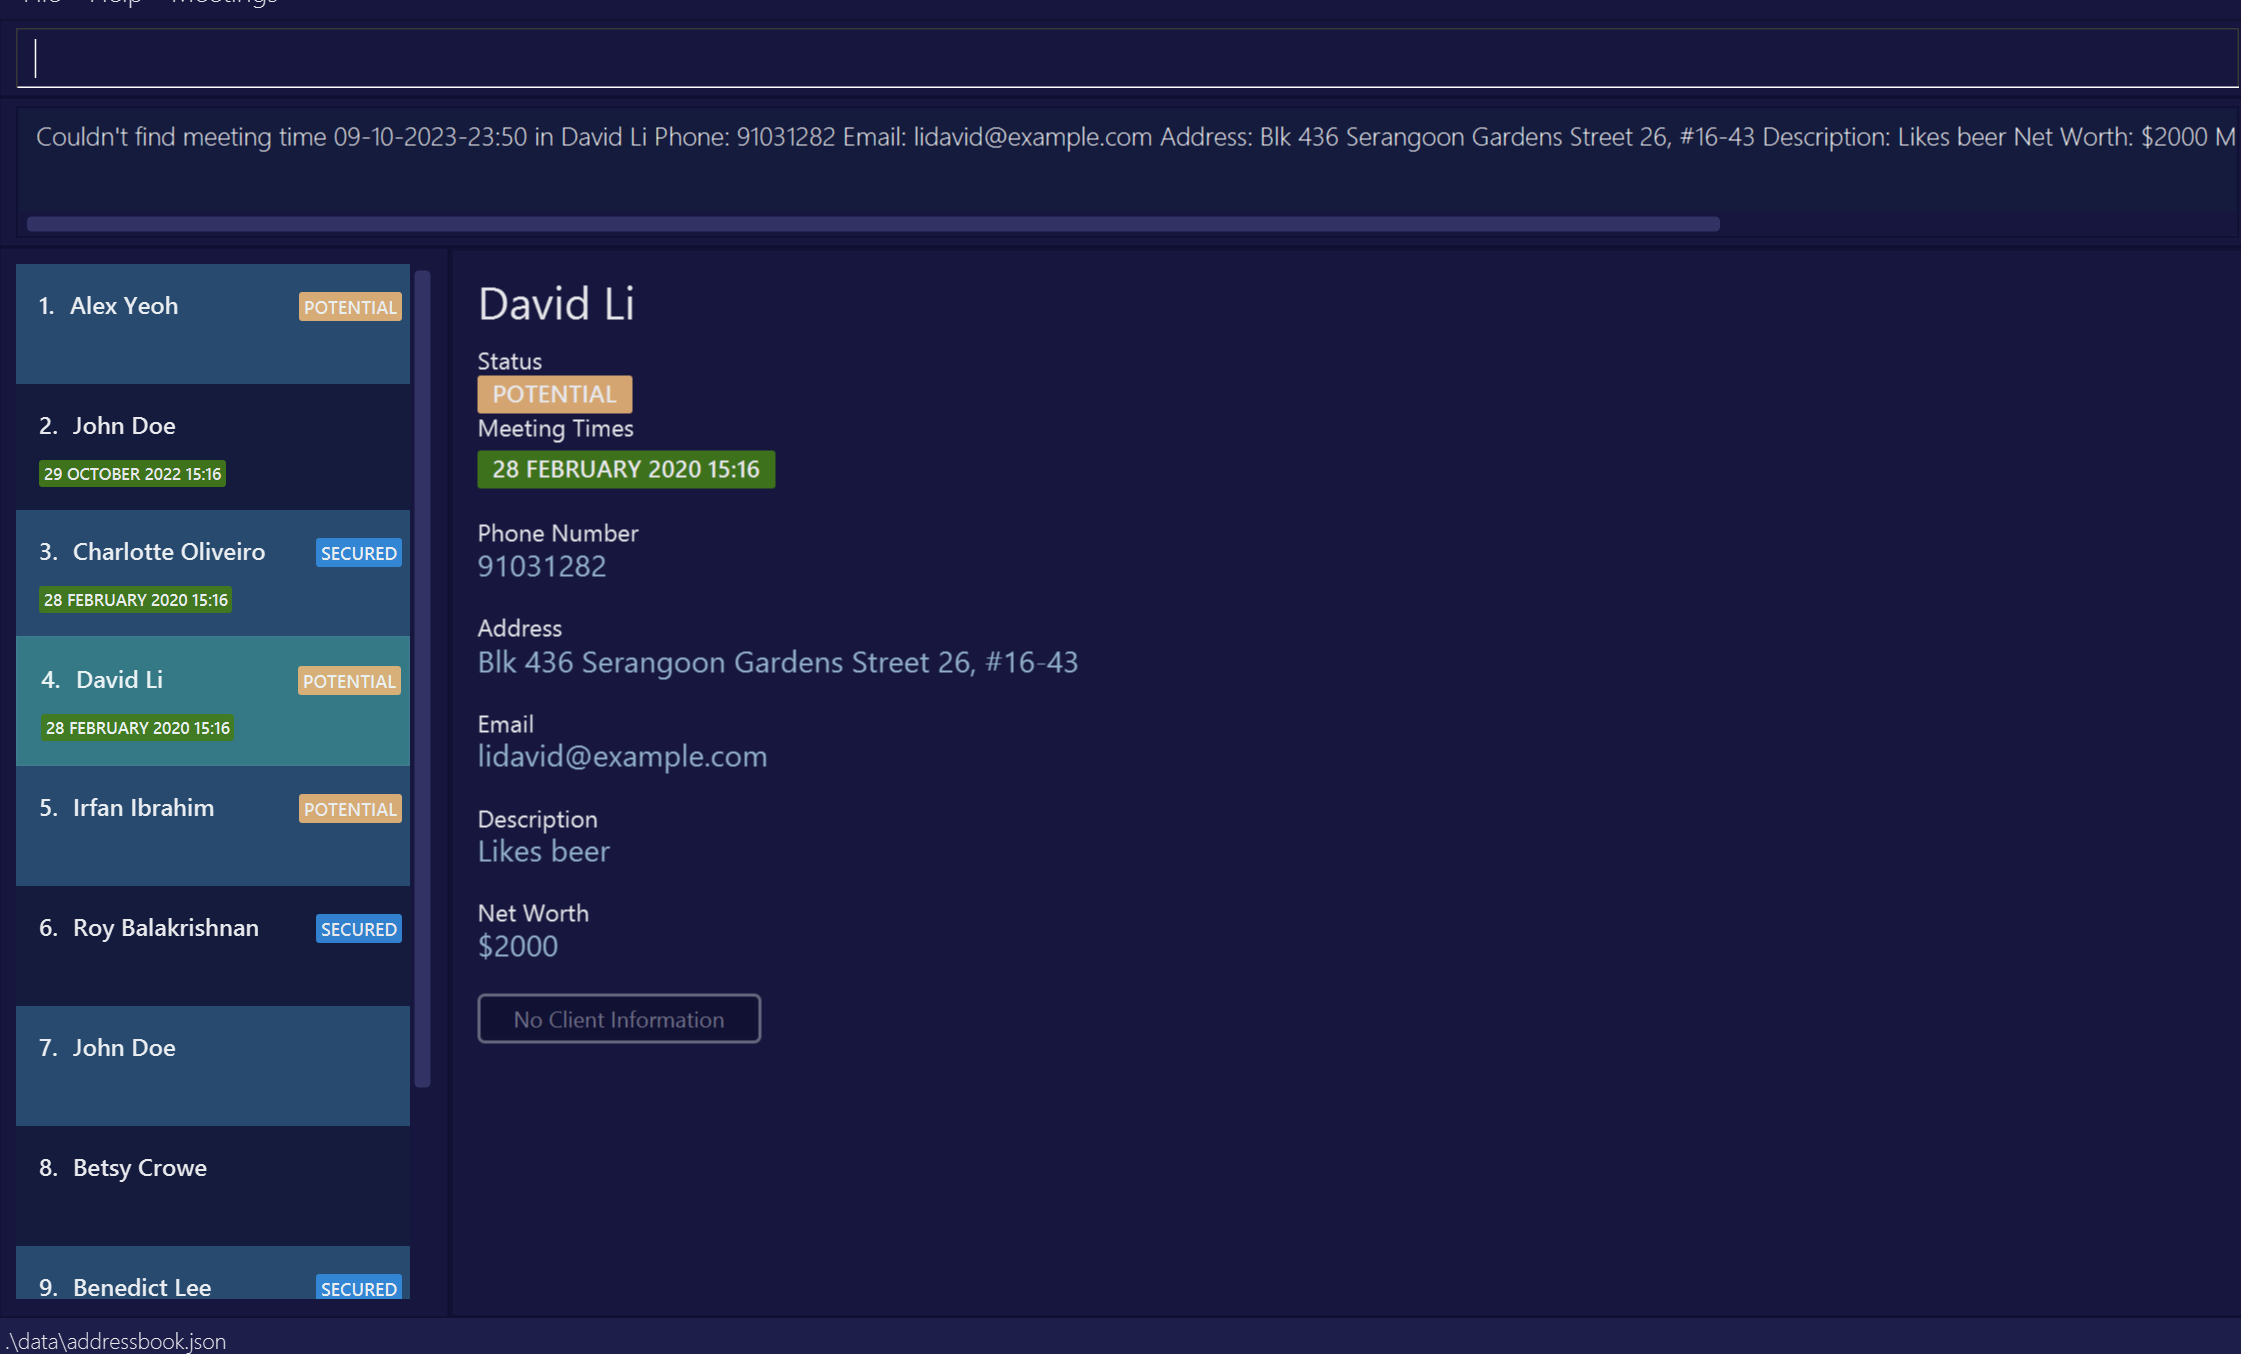 File Help Meetings
Couldn't find meeting time 09-10-2023-23:50 in David Li Phone: 91031282 Email: lidavid@example.com Address: Blk 436 Serangoon Gardens Street 26, #16-43 Description: Likes beer Net Worth: $2000 M
1. Alex Yeoh POTENTIAL
2. John Doe
29 OCTOBER 2022 15:16
3. Charlotte Oliveiro SECURED
28 FEBRUARY 2020 15:16
4. David Li POTENTIAL
28 FEBRUARY 2020 15:16
5. Irfan Ibrahim POTENTIAL
6. Roy Balakrishnan SECURED
7. John Doe
8. Betsy Crowe
9. Benedict Lee SECURED
David Li
Status
POTENTIAL
Meeting Times
28 FEBRUARY 2020 15:16
Phone Number
91031282
Address
Blk 436 Serangoon Gardens Street 26, #16-43
Email
lidavid@example.com
Description
Likes beer
Net Worth
$2000
No Client Information
.\data\addressbook.json